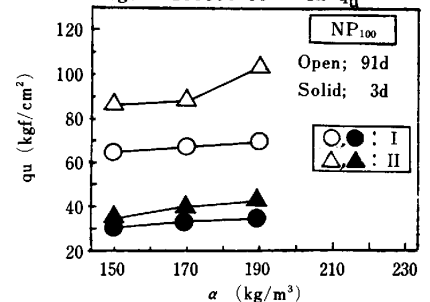 120
100
80
60
40
20
qu (kgf/cm²)
NP₁₀₀
Open; 91d
Solid; 3d
○,●: I
△,▲: II
150 170 190 210 230
α (kg/m³)